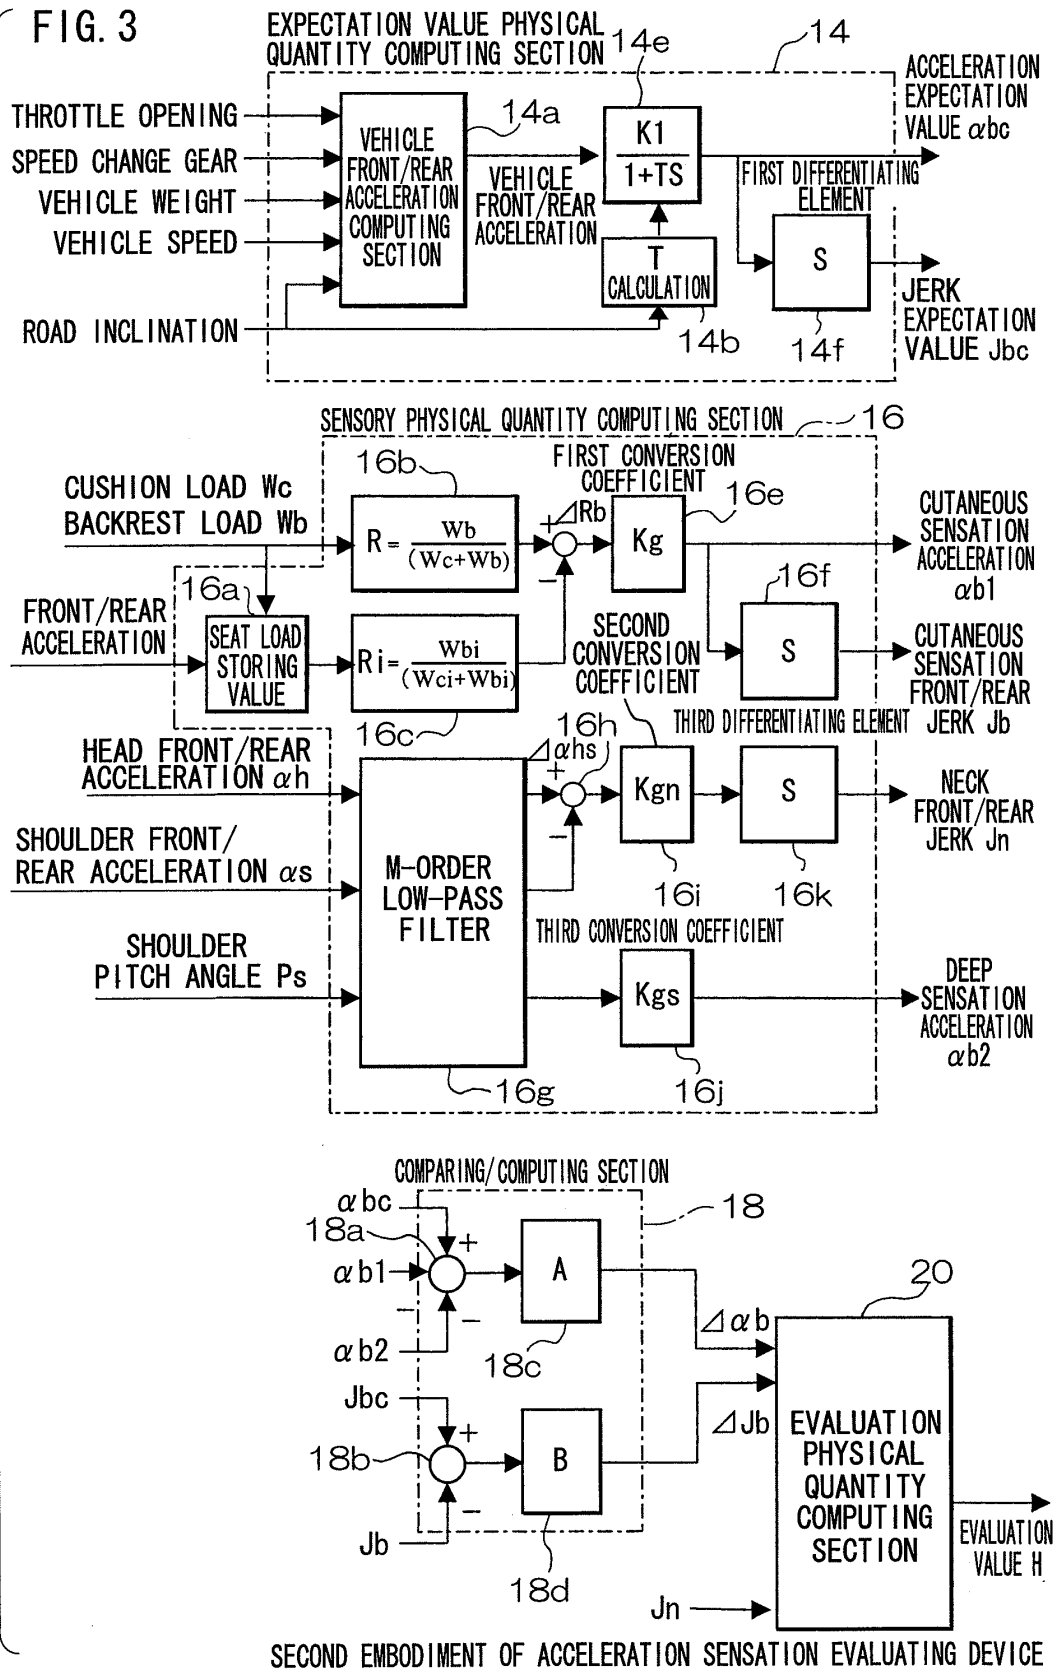 FIG. 3
EXPECTATION VALUE PHYSICAL
QUANTITY COMPUTING SECTION
14e
14
THROTTLE OPENING
SPEED CHANGE GEAR
VEHICLE WEIGHT
VEHICLE SPEED
ROAD INCLINATION
VEHICLE
FRONT/REAR
ACCELERATION
COMPUTING
SECTION
14a
VEHICLE
FRONT/REAR
ACCELERATION
K1
1+TS
T
CALCULATION
14b
FIRST DIFFERENTIATING
ELEMENT
S
14f
ACCELERATION
EXPECTATION
VALUE αbc
JERK
EXPECTATION
VALUE Jbc
SENSORY PHYSICAL QUANTITY COMPUTING SECTION
16
CUSHION LOAD Wc
BACKREST LOAD Wb
16b
R= Wb
(Wc+Wb)
FIRST CONVERSION
COEFFICIENT
+
⊿Rb
−
Kg
16e
CUTANEOUS
SENSATION
ACCELERATION
αb1
FRONT/REAR
ACCELERATION
16a
SEAT LOAD
STORING
VALUE
Ri= Wbi
(Wci+Wbi)
16c
SECOND
CONVERSION
COEFFICIENT
16f
S
CUTANEOUS
SENSATION
FRONT/REAR
JERK Jb
THIRD DIFFERENTIATING ELEMENT
HEAD FRONT/REAR
ACCELERATION αh
SHOULDER FRONT/
REAR ACCELERATION αs
SHOULDER
PITCH ANGLE Ps
M-ORDER
LOW-PASS
FILTER
16g
⊿αhs
16h
+
−
Kgn
16i
S
16k
NECK
FRONT/REAR
JERK Jn
THIRD CONVERSION COEFFICIENT
Kgs
16j
DEEP
SENSATION
ACCELERATION
αb2
COMPARING/COMPUTING SECTION
18
αbc
18a
+
αb1
−
−
αb2
A
18c
Jbc
+
18b
−
Jb
B
18d
⊿αb
⊿Jb
Jn
20
EVALUATION
PHYSICAL
QUANTITY
COMPUTING
SECTION
EVALUATION
VALUE H
SECOND EMBODIMENT OF ACCELERATION SENSATION EVALUATING DEVICE